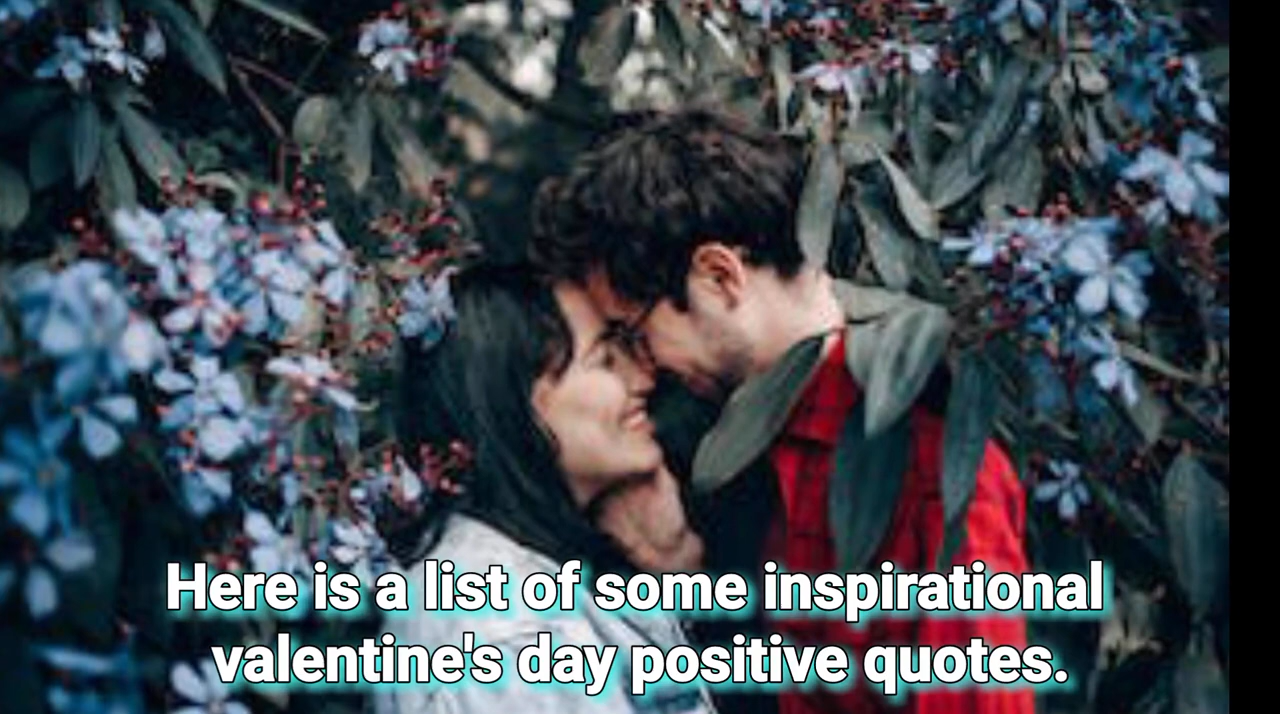 Here is a list of some inspirational
valentine's day positive quotes.